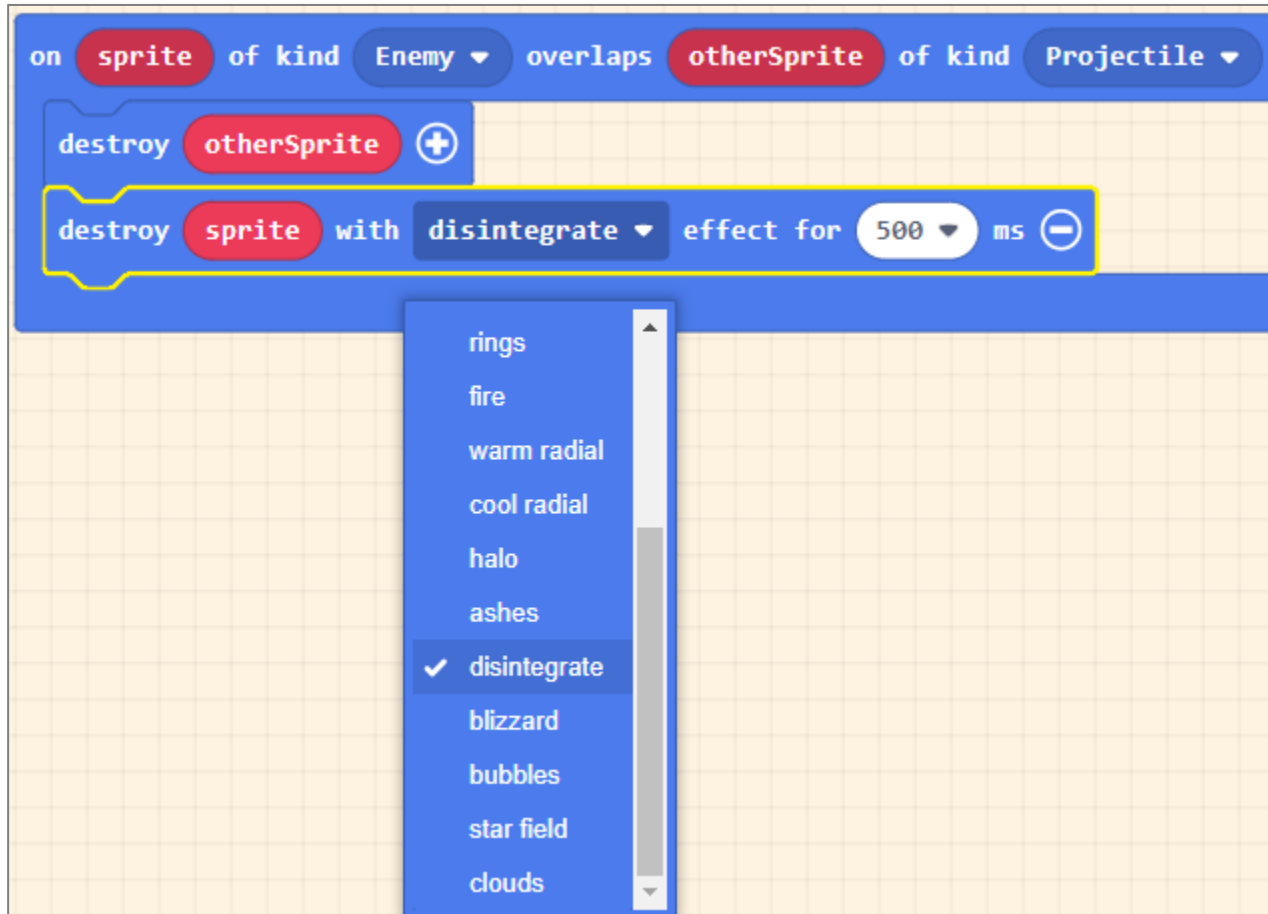 on sprite of kind Enemy overlaps otherSprite of kind Projectile
destroy otherSprite
destroy sprite with disintegrate effect for 500 ms
rings
fire
warm radial
cool radial
halo
ashes
disintegrate
blizzard
bubbles
star field
clouds